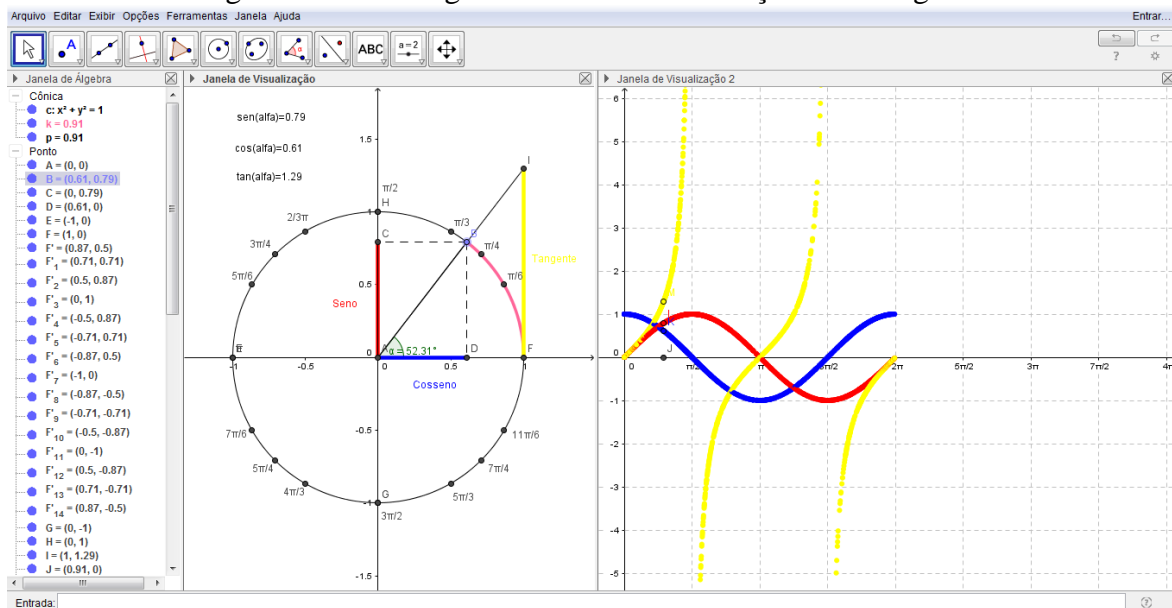 Arquivo Editar Exibir Opções Ferramentas Janela Ajuda Entrar...
ABC a=2
Janela de Álgebra
Janela de Visualização
Janela de Visualização 2
Cônica
c: x² + y² = 1
k = 0.91
p = 0.91
Ponto
A = (0, 0)
B = (0.61, 0.79)
C = (0, 0.79)
D = (0.61, 0)
E = (-1, 0)
F = (1, 0)
F' = (0.87, 0.5)
F'1 = (0.71, 0.71)
F'2 = (0.5, 0.87)
F'3 = (0, 1)
F'4 = (-0.5, 0.87)
F'5 = (-0.71, 0.71)
F'6 = (-0.87, 0.5)
F'7 = (-1, 0)
F'8 = (-0.87, -0.5)
F'9 = (-0.71, -0.71)
F'10 = (-0.5, -0.87)
F'11 = (0, -1)
F'12 = (0.5, -0.87)
F'13 = (0.71, -0.71)
F'14 = (0.87, -0.5)
G = (0, -1)
H = (0, 1)
I = (1, 1.29)
J = (0.91, 0)
sen(alfa)=0.79
cos(alfa)=0.61
tan(alfa)=1.29
1.5
I
π/2
1 H
2/3π π/3
C B
3π/4 π/4
Tangente
5π/6 0.5 π/6
Seno
E π 0 A α = 52.31° D F
-1 -0.5 0 0.5 1
Cosseno
7π/6 -0.5 11π/6
5π/4 7π/4
4π/3 5π/3
-1 G
3π/2
-1.5
6
5
4
3
2
1
K
0 J
0 π/2 π 3π/2 2π 5π/2 3π 7π/2
-1
-2
-3
-4
-5
Entrada: